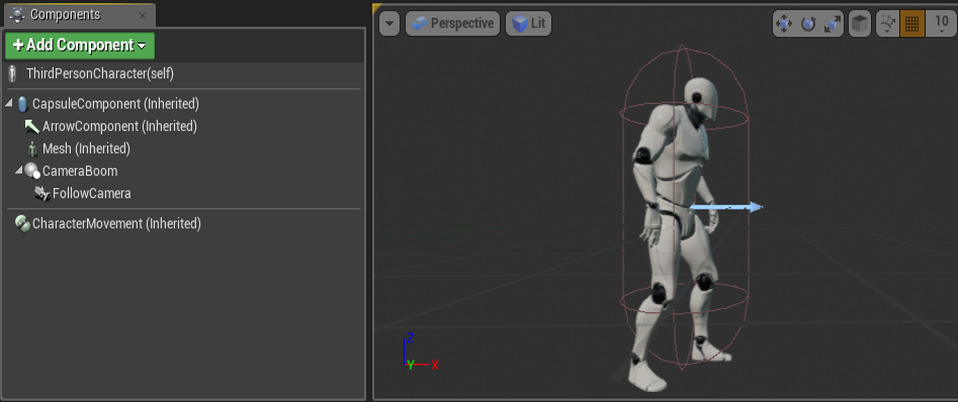 Components
+ Add Component
ThirdPersonCharacter(self)
CapsuleComponent (Inherited)
ArrowComponent (Inherited)
Mesh (Inherited)
CameraBoom
FollowCamera
CharacterMovement (Inherited)
Perspective
Lit
10
Z
Y
X